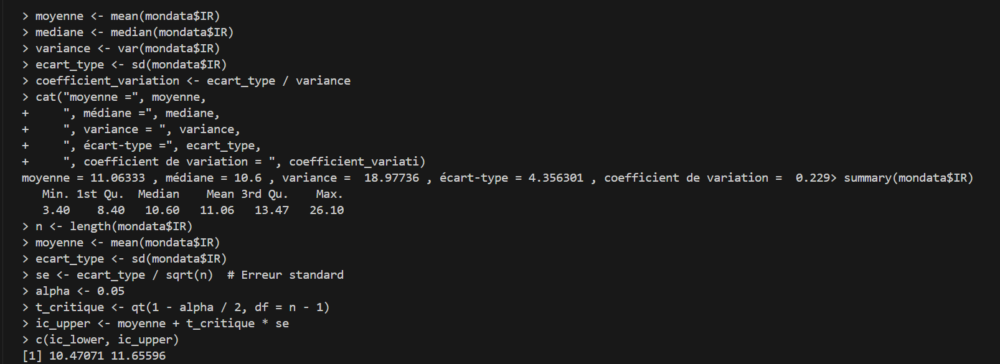 > moyenne <- mean(mondata$IR)
> mediane <- median(mondata$IR)
> variance <- var(mondata$IR)
> ecart_type <- sd(mondata$IR)
> coefficient_variation <- ecart_type / variance
> cat("moyenne =", moyenne,
+     ", médiane =", mediane,
+     ", variance = ", variance,
+     ", écart-type =", ecart_type,
+     ", coefficient de variation = ", coefficient_variati)
moyenne = 11.06333 , médiane = 10.6 , variance =  18.97736 , écart-type = 4.356301 , coefficient de variation =  0.229> summary(mondata$IR)
   Min. 1st Qu.  Median    Mean 3rd Qu.    Max.
   3.40    8.40   10.60   11.06   13.47   26.10
> n <- length(mondata$IR)
> moyenne <- mean(mondata$IR)
> ecart_type <- sd(mondata$IR)
> se <- ecart_type / sqrt(n)  # Erreur standard
> alpha <- 0.05
> t_critique <- qt(1 - alpha / 2, df = n - 1)
> ic_upper <- moyenne + t_critique * se
> c(ic_lower, ic_upper)
[1] 10.47071 11.65596